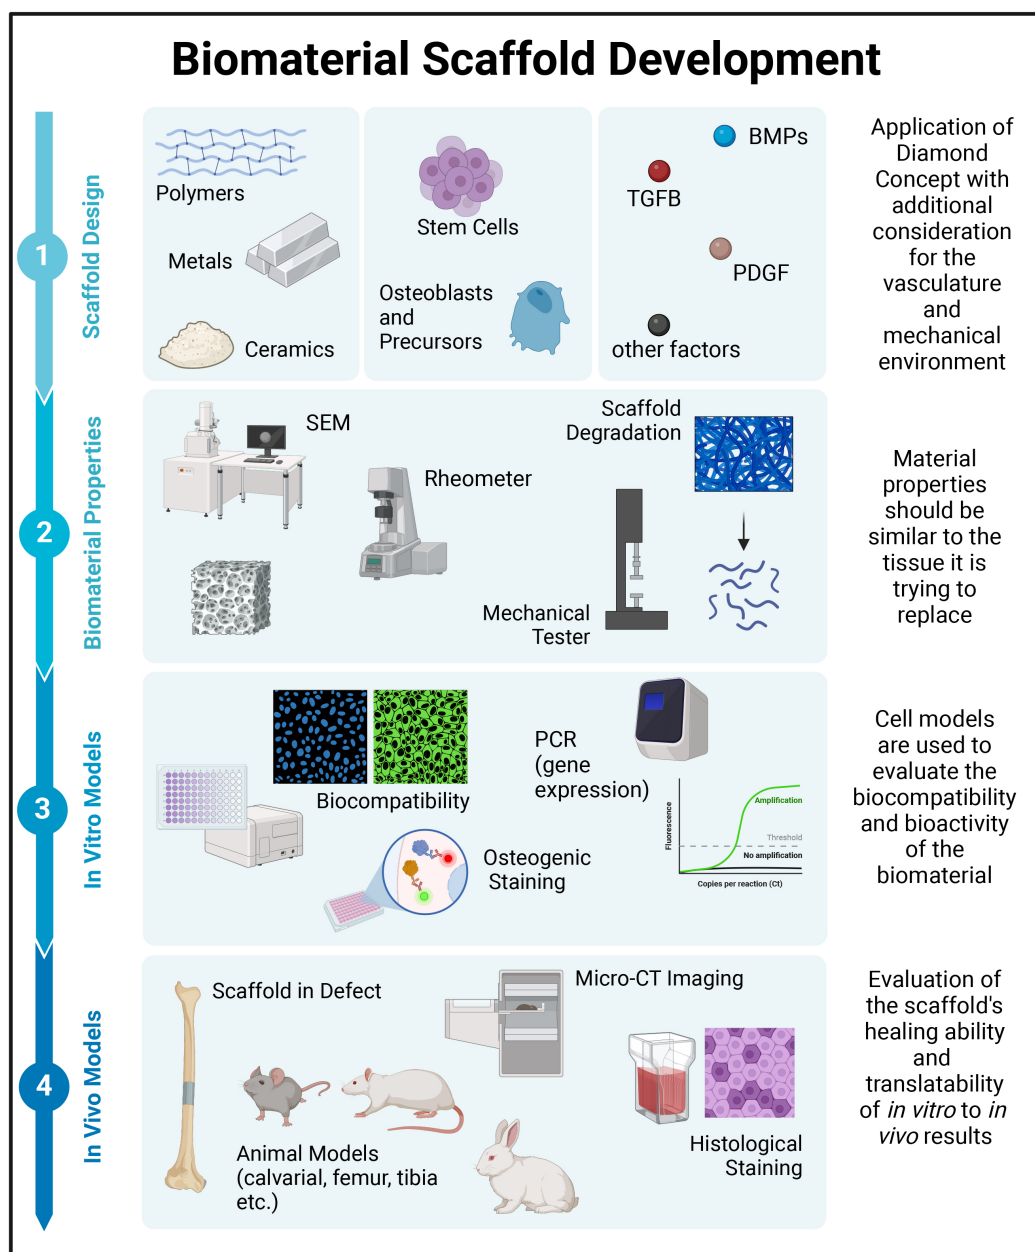 Biomaterial Scaffold Development
1
Scaffold Design
Polymers
Metals
Ceramics
Stem Cells
Osteoblasts
and
Precursors
BMPs
TGFB
PDGF
other factors
Application of
Diamond
Concept with
additional
consideration
for the
vasculature
and
mechanical
environment
2
Biomaterial Properties
SEM
Rheometer
Scaffold
Degradation
Mechanical
Tester
Material
properties
should be
similar to the
tissue it is
trying to
replace
3
In Vitro Models
Biocompatibility
PCR
(gene
expression)
Osteogenic
Staining
Fluorescence
Amplification
Threshold
No amplification
Copies per reaction (Ct)
Cell models
are used to
evaluate the
biocompatibility
and bioactivity
of the
biomaterial
4
In Vivo Models
Scaffold in Defect
Micro-CT Imaging
Animal Models
(calvarial, femur, tibia
etc.)
Histological
Staining
Evaluation of
the scaffold's
healing ability
and
translatability
of in vitro to in
vivo results